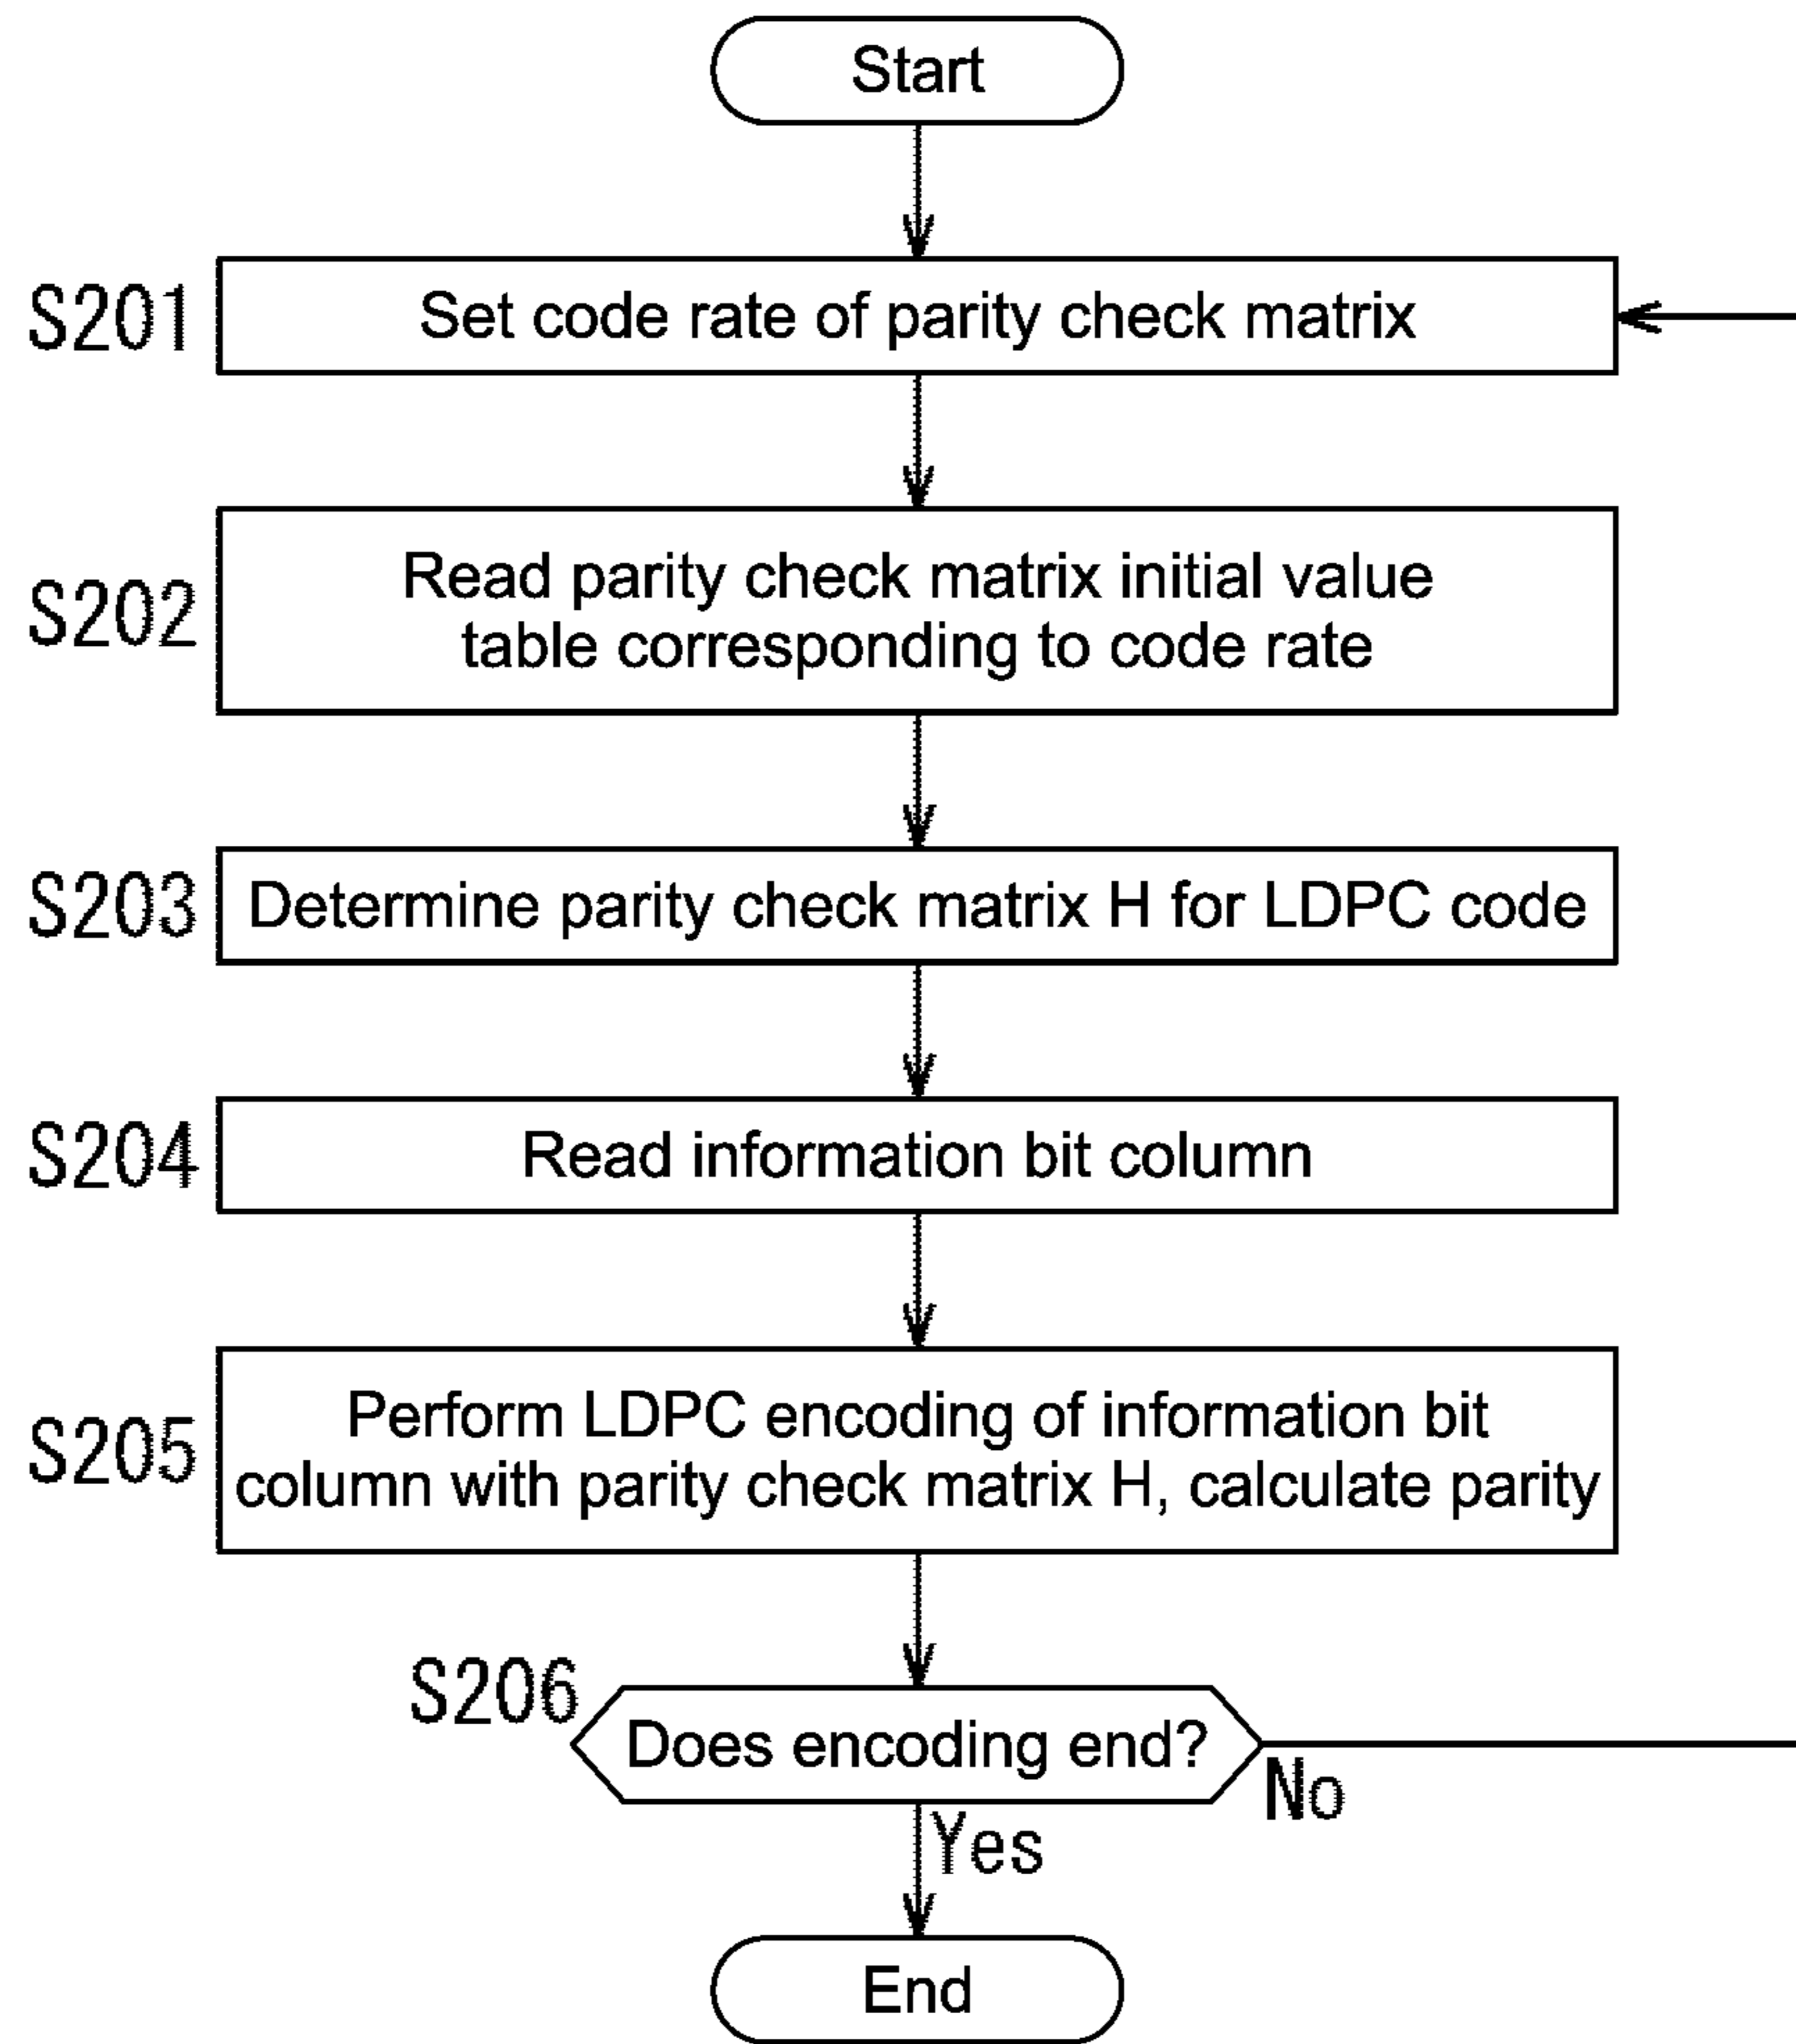 Start
S201
Set code rate of parity check matrix
S202
Read parity check matrix initial value
table corresponding to code rate
S203
Determine parity check matrix H for LDPC code
S204
Read information bit column
S205
Perform LDPC encoding of information bit
column with parity check matrix H, calculate parity
S206
Does encoding end?
No
Yes
End